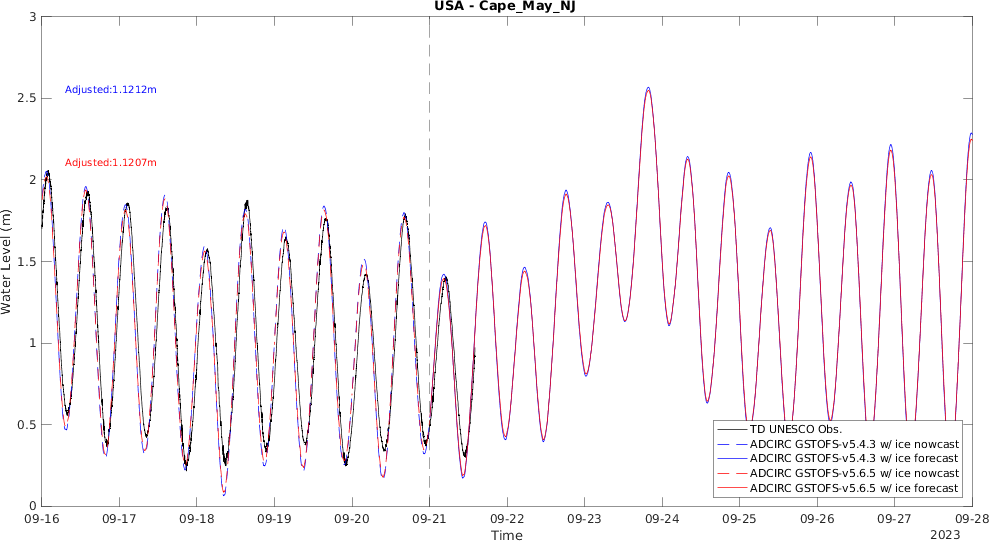 USA - Cape_May_NJ
3
2.5
2
1.5
1
0.5
0
Water Level (m)
Adjusted:1.1212m
Adjusted:1.1207m
TD UNESCO Obs.
ADCIRC GSTOFS-v5.4.3 w/ ice nowcast
ADCIRC GSTOFS-v5.4.3 w/ ice forecast
ADCIRC GSTOFS-v5.6.5 w/ ice nowcast
ADCIRC GSTOFS-v5.6.5 w/ ice forecast
09-16 09-17 09-18 09-19 09-20 09-21 09-22 09-23 09-24 09-25 09-26 09-27 09-28
Time
2023